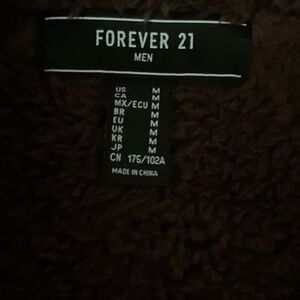 FOREVER 21
MEN
US M
CA M
MX/ECU M
BR M
EU M
UK M
KR M
JP M
CN 175/102A
MADE IN CHINA